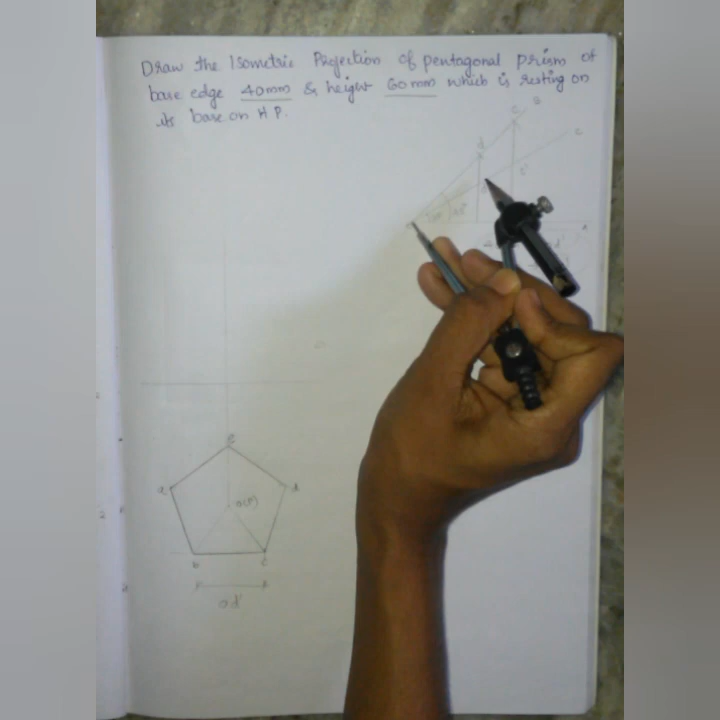 Draw the Isometric Projection of pentagonal prism of
base edge 40mm & height 60mm which is resting on
its base on H P.
B
e
d
c
A
e
a
d
o(P)
b
c
od'